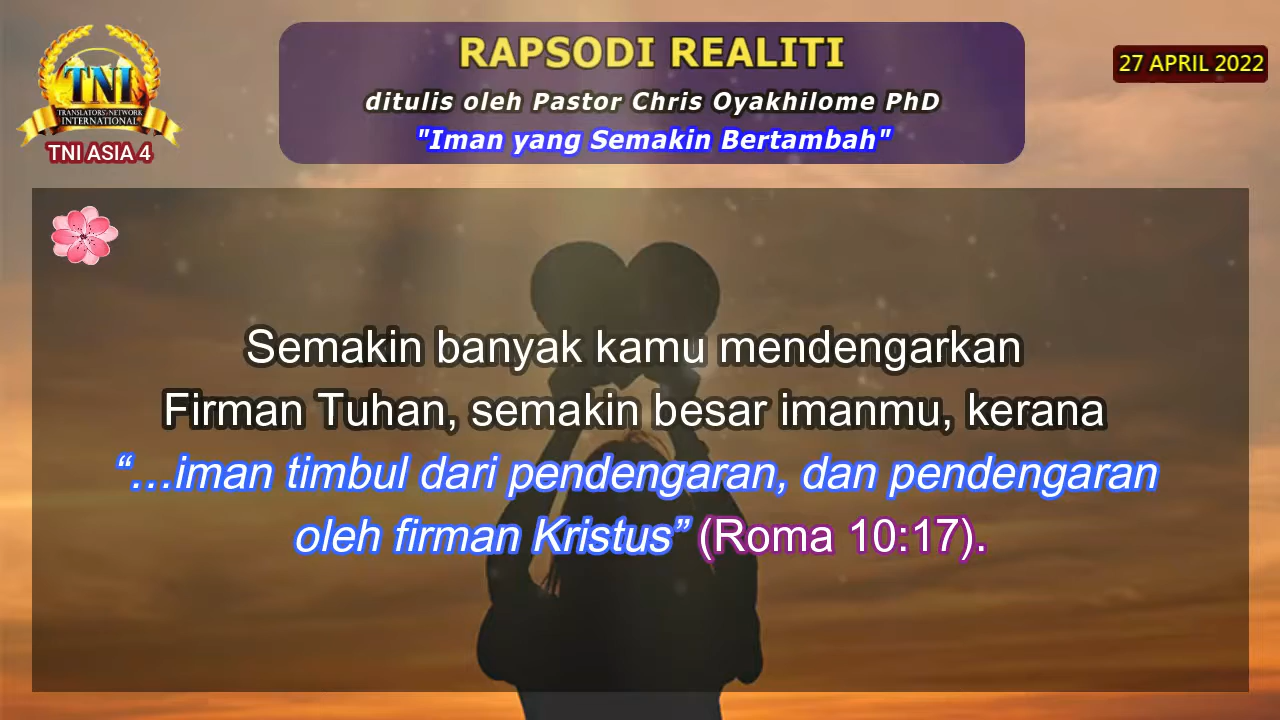 TNI
TRANSLATORS' NETWORK
INTERNATIONAL
TNI ASIA 4
RAPSODI REALITI
ditulis oleh Pastor Chris Oyakhilome PhD
"Iman yang Semakin Bertambah"
27 APRIL 2022
Semakin banyak kamu mendengarkan
Firman Tuhan, semakin besar imanmu, kerana
“…iman timbul dari pendengaran, dan pendengaran
oleh firman Kristus” (Roma 10:17).